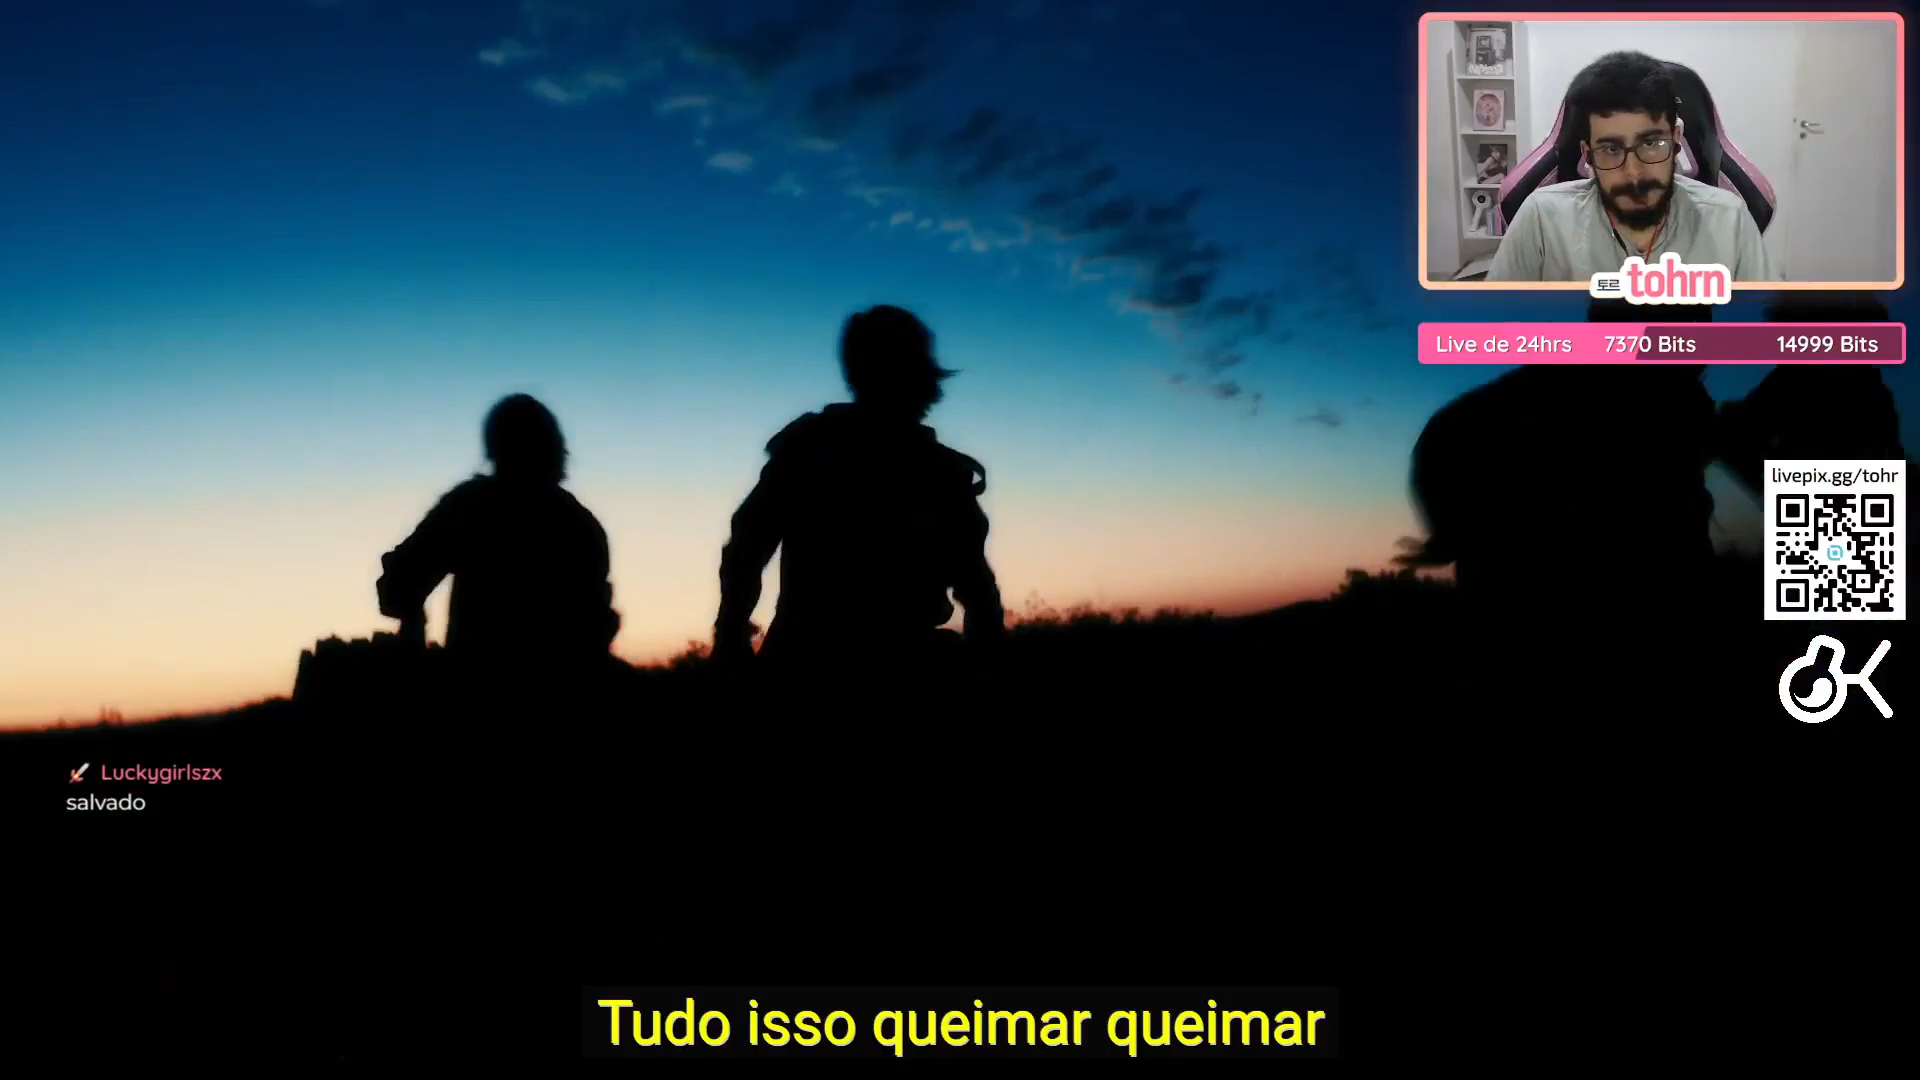 토르 tohrn
Live de 24hrs 7370 Bits 14999 Bits
livepix.gg/tohr
Luckygirlszx
salvado
Tudo isso queimar queimar